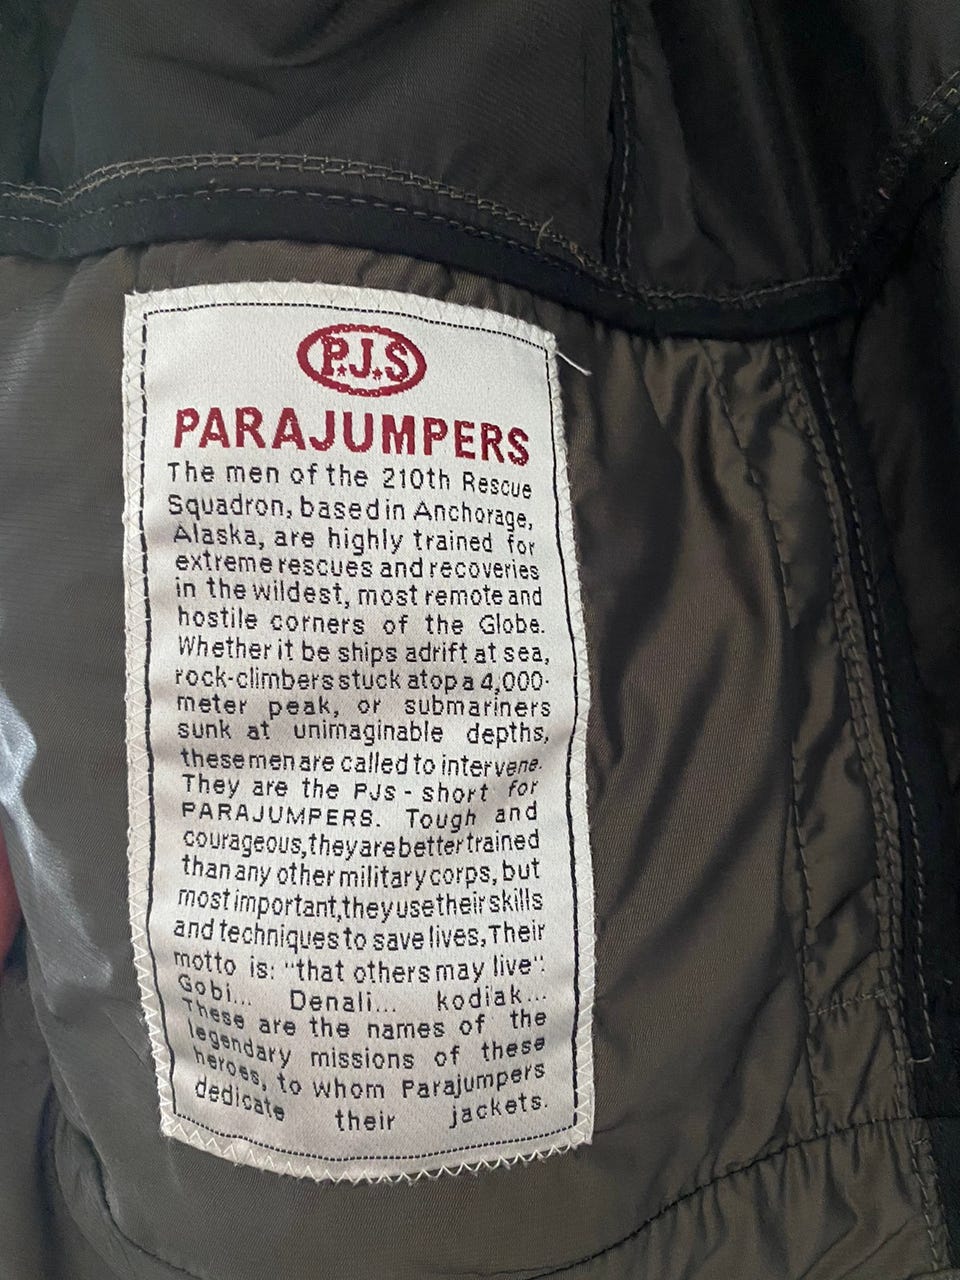 P.J.S
PARAJUMPERS
The men of the 210th Rescue
Squadron, based in Anchorage,
Alaska, are highly trained for
extreme rescues and recoveries
in the wildest, most remote and
hostile corners of the Globe.
Whether it be ships adrift at sea,
rock-climbers stuck atop a 4,000-
meter peak, or submariners
sunk at unimaginable depths,
these men are called to intervene.
They are the PJs - short for
PARAJUMPERS. Tough and
courageous, they are better trained
than any other military corps, but
most important, they use their skills
and techniques to save lives, Their
motto is: "that others may live":
Gobi... Denali... kodiak...
These are the names of the
legendary missions of these
heroes, to whom Parajumpers
dedicate their jackets.